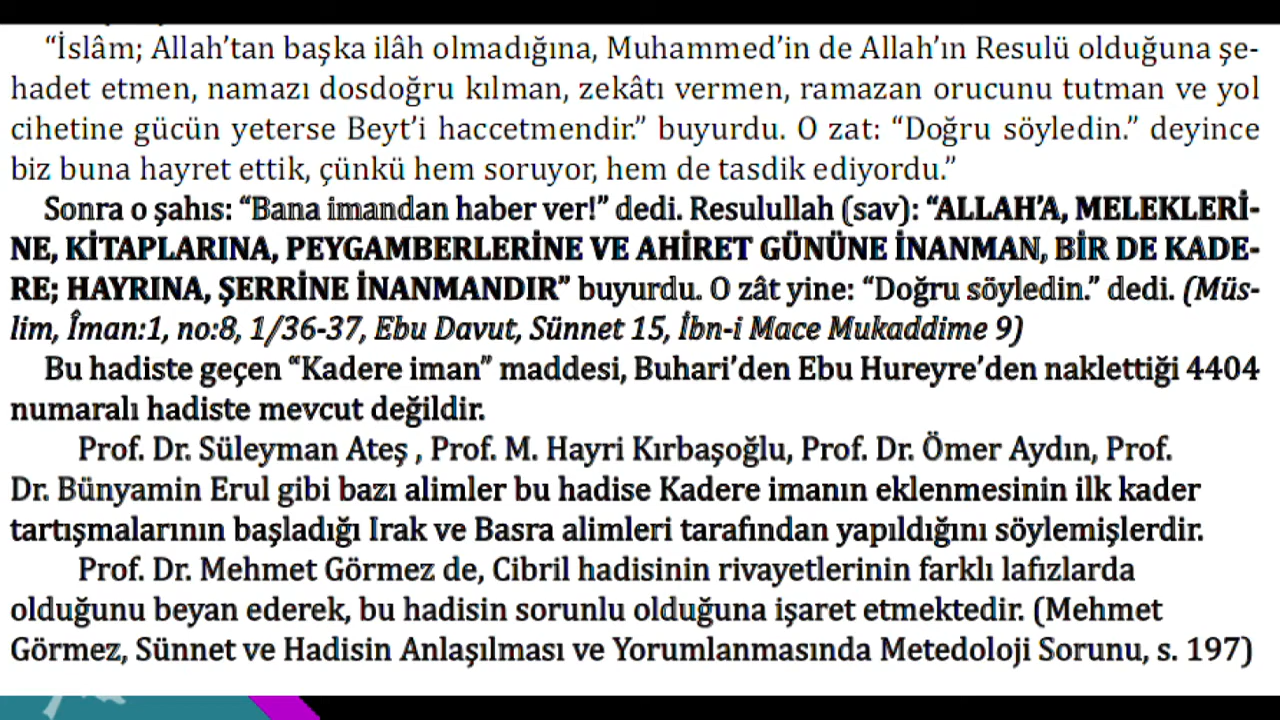 “İslâm; Allah’tan başka ilâh olmadığına, Muhammed’in de Allah’ın Resulü olduğuna şe-
hadet etmen, namazı dosdoğru kılman, zekâtı vermen, ramazan orucunu tutman ve yol
cihetine gücün yeterse Beyt’i haccetmendir.” buyurdu. O zat: “Doğru söyledin.” deyince
biz buna hayret ettik, çünkü hem soruyor, hem de tasdik ediyordu.”
Sonra o şahıs: “Bana imandan haber ver!” dedi. Resulullah (sav): “ALLAH’A, MELEKLERİ-
NE, KİTAPLARINA, PEYGAMBERLERİNE VE AHİRET GÜNÜNE İNANMAN, BİR DE KADE-
RE; HAYRINA, ŞERRİNE İNANMANDIR” buyurdu. O zât yine: “Doğru söyledin.” dedi. (Müs-
lim, Îman:1, no:8, 1/36-37, Ebu Davut, Sünnet 15, İbn-i Mace Mukaddime 9)
Bu hadiste geçen “Kadere iman” maddesi, Buhari’den Ebu Hureyre’den naklettiği 4404
numaralı hadiste mevcut değildir.
Prof. Dr. Süleyman Ateş , Prof. M. Hayri Kırbaşoğlu, Prof. Dr. Ömer Aydın, Prof.
Dr. Bünyamin Erul gibi bazı alimler bu hadise Kadere imanın eklenmesinin ilk kader
tartışmalarının başladığı Irak ve Basra alimleri tarafından yapıldığını söylemişlerdir.
Prof. Dr. Mehmet Görmez de, Cibril hadisinin rivayetlerinin farklı lafızlarda
olduğunu beyan ederek, bu hadisin sorunlu olduğuna işaret etmektedir. (Mehmet
Görmez, Sünnet ve Hadisin Anlaşılması ve Yorumlanmasında Metedoloji Sorunu, s. 197)